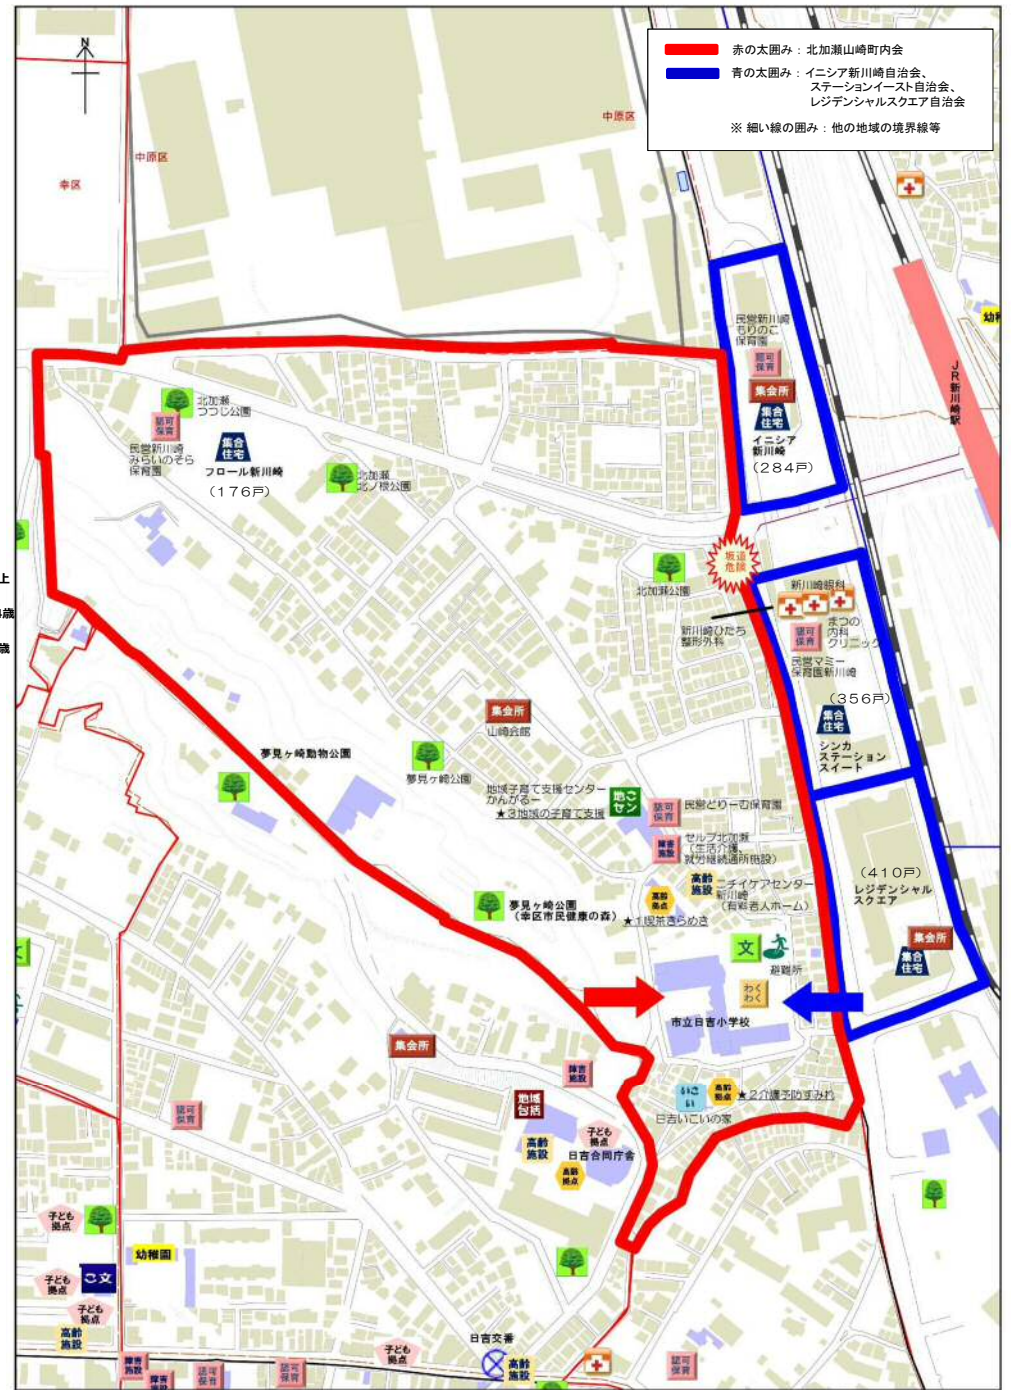 赤の太囲み：北加瀬山崎町内会
青の太囲み：イニシア新川崎自治会、
ステーションイースト自治会、
レジデンシャルスクエア自治会
※ 細い線の囲み：他の地域の境界線等
N
中原区
中原区
幸区
幼稚
JR新川崎駅
民営新川崎
もりのこ
保育園
認可
保育
集会所
集合
住宅
イニシア
新川崎
（284戸）
北加瀬
つつじ公園
認可
保育
民営新川崎
みらいのそら
保育園
集合
住宅
フロール新川崎
（176戸）
北加瀬
北ノ根公園
坂道
危険
北加瀬公園
新川崎眼科
新川崎ひたち
整形外科
まつの
内科
クリニック
認可
保育
民営マミー
保育園新川崎
（356戸）
集合
住宅
シンカ
ステーション
スイート
上
歳
歳
集会所
山崎会館
夢見ヶ崎動物公園
夢見ヶ崎公園
地域子育て支援センター
かんがるー
★3地域の子育て支援
地こ
セン
認可
保育
民営どりーむ保育園
障害
施設
セルプ北加瀬
（生活介護、
就労継続通所施設）
高齢
施設
ニチイケアセンター
新川崎
（有料老人ホーム）
高齢
拠点
★1喫茶きらめき
（410戸）
レジデンシャル
スクエア
集会所
集合
住宅
夢見ヶ崎公園
（幸区市民健康の森）
文
避難所
わく
わく
市立日吉小学校
文
集会所
障害
施設
いこ
い
高齢
拠点
★2介護予防すみれ
日吉いこいの家
地域
包括
認可
保育
子ども
拠点
高齢
施設
日吉合同庁舎
高齢
拠点
子ども
拠点
幼稚園
子ども
拠点
こ文
子ども
拠点
高齢
施設
日吉交番
子ども
拠点
高齢
施設
障害
施設
障害
施設
認可
保育
認可
保育
認可
保育